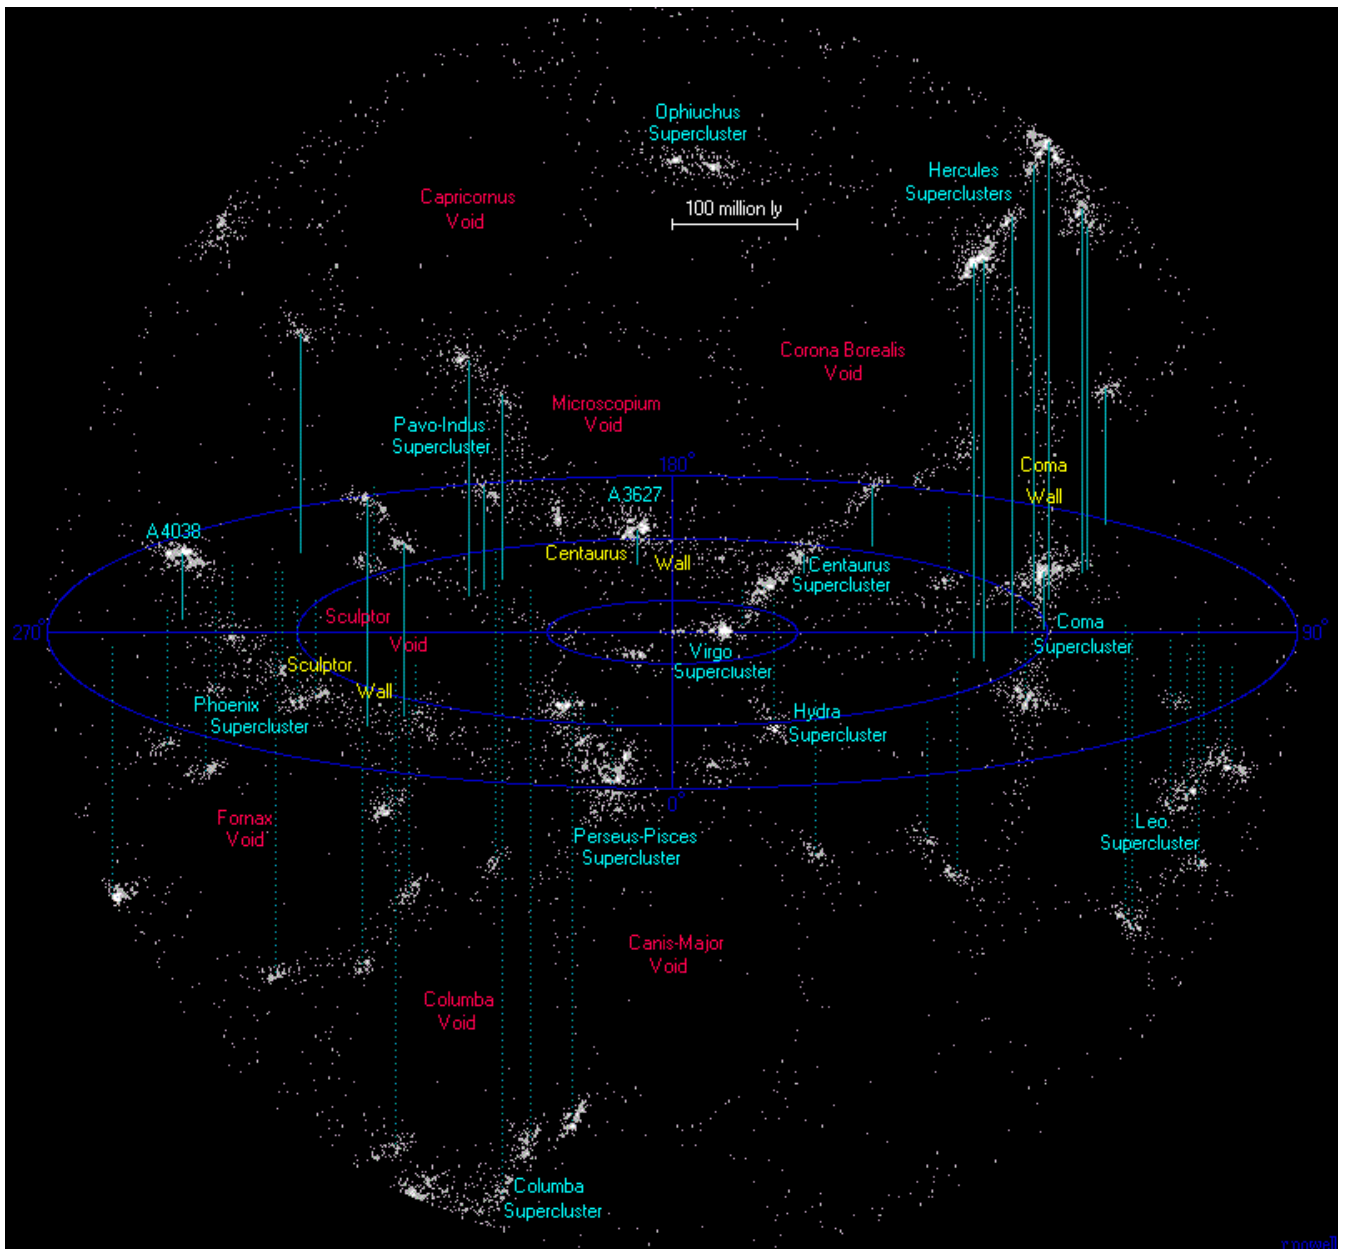 Ophiuchus
Supercluster
Hercules
Superclusters
Capricornus
Void
100 million ly
Corona Borealis
Void
Microscopium
Void
Pavo-Indus
Supercluster
180°
Coma
Wall
A3627
A4038
Centaurus
Wall
Centaurus
Supercluster
Sculptor
Void
270°
90°
Virgo
Supercluster
Coma
Supercluster
Sculptor
Wall
Phoenix
Supercluster
Hydra
Supercluster
0°
Fornax
Void
Perseus-Pisces
Supercluster
Leo
Supercluster
Canis-Major
Void
Columba
Void
Columba
Supercluster